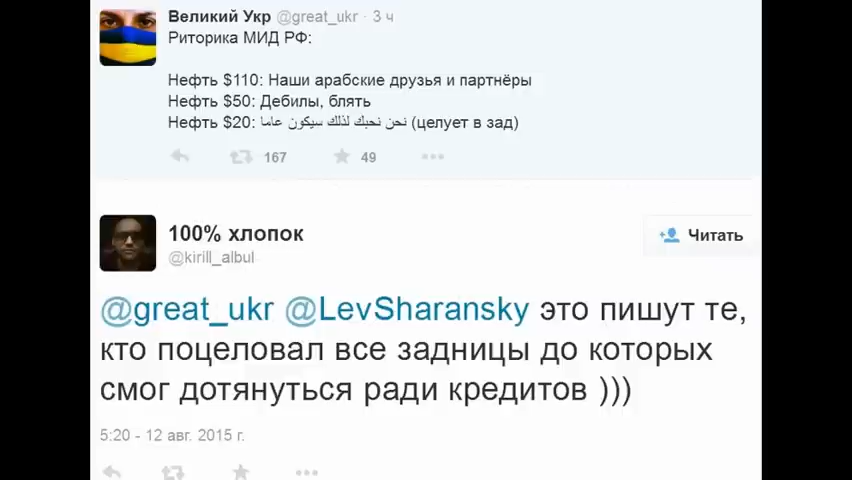 Великий Укр @great_ukr · 3 ч
Риторика МИД РФ:
Нефть $110: Наши арабские друзья и партнёры
Нефть $50: Дебилы, блять
Нефть $20: نحن نحبك لذلك سيكون عاما (целует в зад)
167 49
100% хлопок
Читать
@kirill_albul
@great_ukr @LevSharansky это пишут те,
кто поцеловал все задницы до которых
смог дотянуться ради кредитов )))
5:20 - 12 авг. 2015 г.